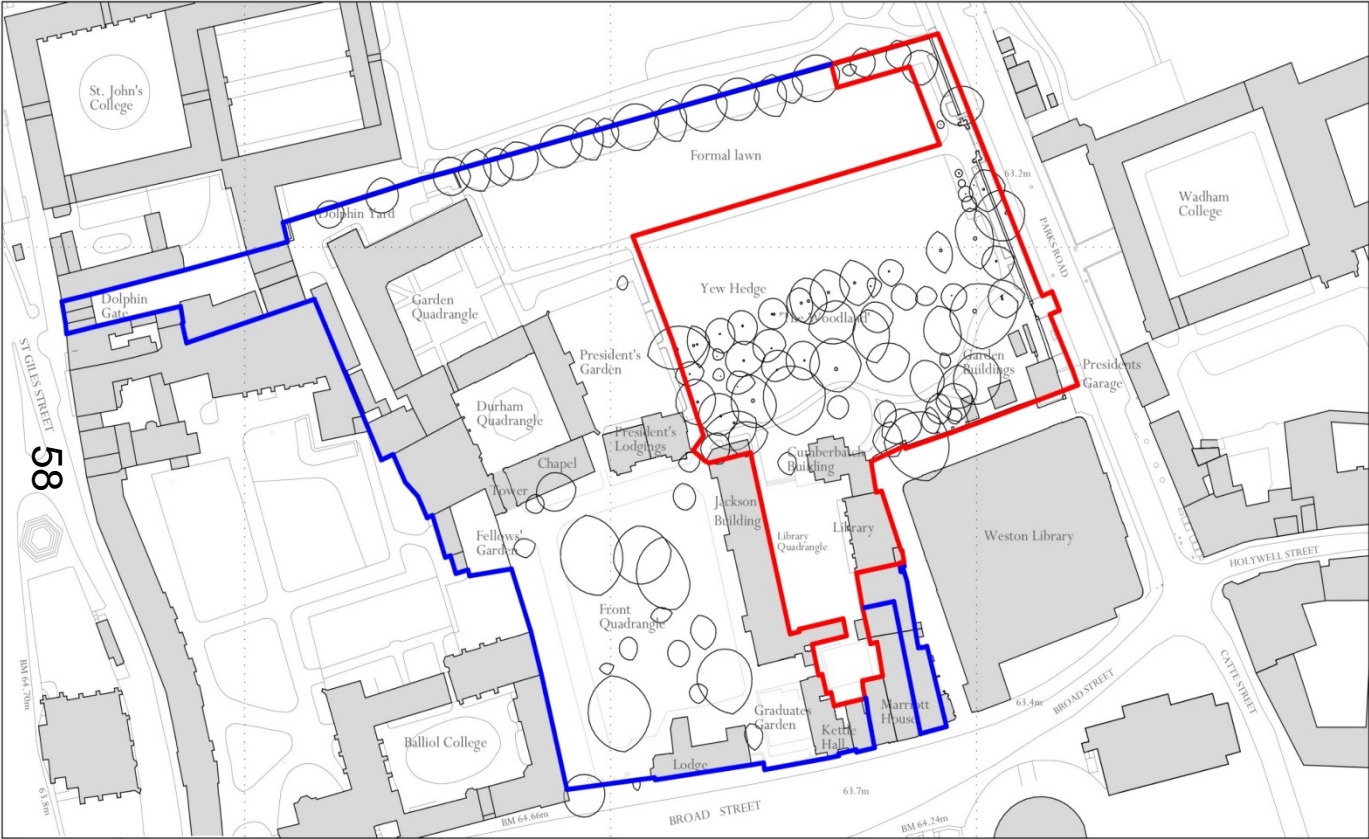 St. John's
College
Formal lawn
63.2m
PARKS ROAD
Wadham
College
Dolphin Yard
Dolphin
Gate
Garden
Quadrangle
Yew Hedge
'The Woodland'
ST GILES STREET
President's
Garden
Garden
Buildings
Presidents
Garage
Durham
Quadrangle
President's
Lodgings
58
Chapel
Cumberbatch
Building
Tower
Jackson
Building
Library
Library
Quadrangle
Fellows'
Garden
Weston Library
HOLYWELL STREET
Front
Quadrangle
BM 64.70m
CATTE STREET
BROAD STREET
63.4m
Graduates
Garden
Marriott
House
Kettle
Hall
Balliol College
Lodge
63.8m
63.7m
BROAD STREET
BM 64.66m
BM 64.24m